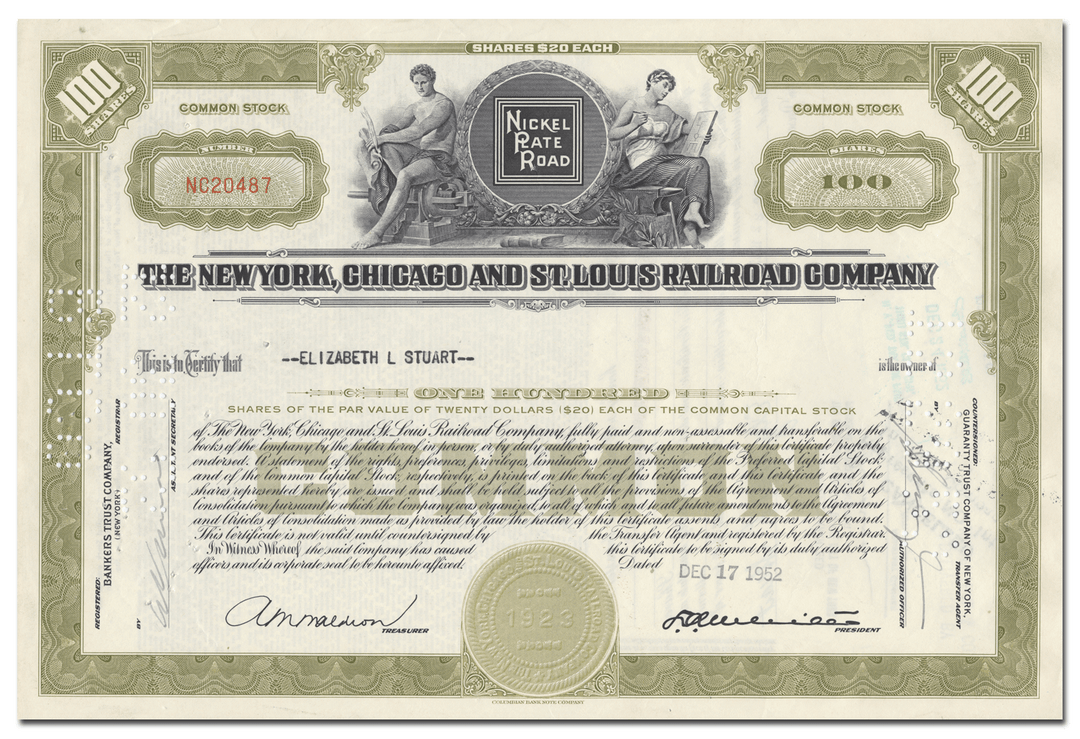 SHARES $20 EACH
100
SHARES
100
SHARES
COMMON STOCK
COMMON STOCK
NUMBER
NC20487
NICKEL
PLATE
ROAD
SHARES
100
THE NEW YORK, CHICAGO AND ST. LOUIS RAILROAD COMPANY
This is to Certify that --ELIZABETH L STUART-- is the owner of
ONE HUNDRED
SHARES OF THE PAR VALUE OF TWENTY DOLLARS ($20) EACH OF THE COMMON CAPITAL STOCK
COMMON
of The New York, Chicago and St. Louis Railroad Company, fully paid and non-assessable and transferable on the
books of the Company by the holder hereof in person, or by duly authorized attorney, upon surrender of this Certificate properly
endorsed. A statement of the rights, preferences, privileges, limitations and restrictions of the Preferred Capital Stock
and of the Common Capital Stock, respectively, is printed on the back of this Certificate and this Certificate and the
shares represented hereby are issued and shall be held subject to all the provisions of the Agreement and Articles of
Consolidation pursuant to which the Company was organized to all of which and to all future amendments to the Agreement
and Articles of Consolidation made as provided by law the holder of this Certificate assents and agrees to be bound.
This Certificate is not valid until countersigned by the Transfer Agent and registered by the Registrar.
In Witness Whereof the said Company has caused this Certificate to be signed by its duly authorized
officers and its corporate seal to be hereunto affixed. Dated DEC 17 1952
TREASURER
PRESIDENT
REGISTERED:
BANKERS TRUST COMPANY,
(NEW YORK)
REGISTRAR
BY
ASSISTANT SECRETARY
COUNTERSIGNED:
GUARANTY TRUST COMPANY OF NEW YORK,
TRANSFER AGENT
BY
AUTHORIZED OFFICER
COLUMBIAN BANK NOTE COMPANY